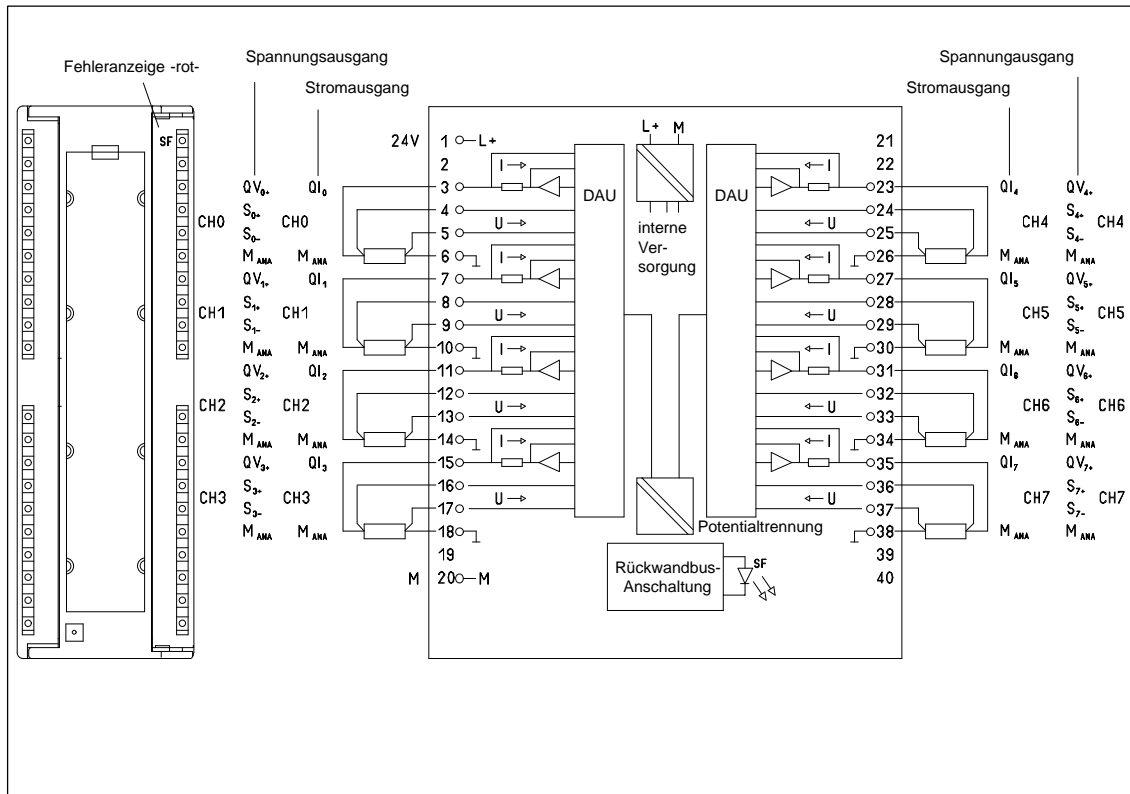 Spannungsausgang
Spannungausgang
Fehleranzeige -rot-
Stromausgang
Stromausgang
SF
24V 1 L+
2
3
4
5
6
7
8
9
10
11
12
13
14
15
16
17
18
19
M 20 M
QV0+ QI0
S0+
CH0 CH0
S0-
MANA MANA
QV1+ QI1
S1+
CH1 CH1
S1-
MANA MANA
QV2+ QI2
S2+
CH2 CH2
S2-
MANA MANA
QV3+ QI3
S3+
CH3 CH3
S3-
MANA MANA
I →
U →
I →
U →
I →
U →
I →
U →
DAU
L+ M
interne
Ver-
sorgung
DAU
Potentialtrennung
Rückwandbus-
Anschaltung
SF
← I
← U
← I
← U
← I
← U
← I
← U
21
22
23
24
25
26
27
28
29
30
31
32
33
34
35
36
37
38
39
40
QI4 QV4+
S4+
CH4 CH4
S4-
MANA MANA
QI5 QV5+
S5+
CH5 CH5
S5-
MANA MANA
QI6 QV6+
S6+
CH6 CH6
S6-
MANA MANA
QI7 QV7+
S7+
CH7 CH7
S7-
MANA MANA